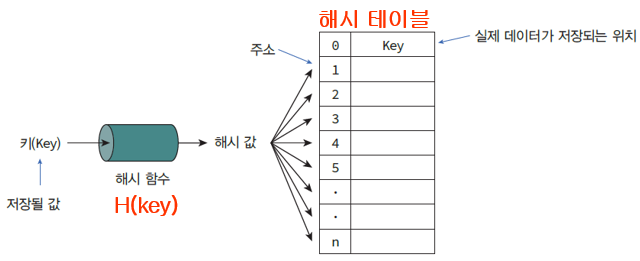 해시 테이블
0 Key
실제 데이터가 저장되는 위치
주소
1
2
3
키(Key)
해시 값
4
해시 함수
5
저장될 값
H(key)
.
.
n